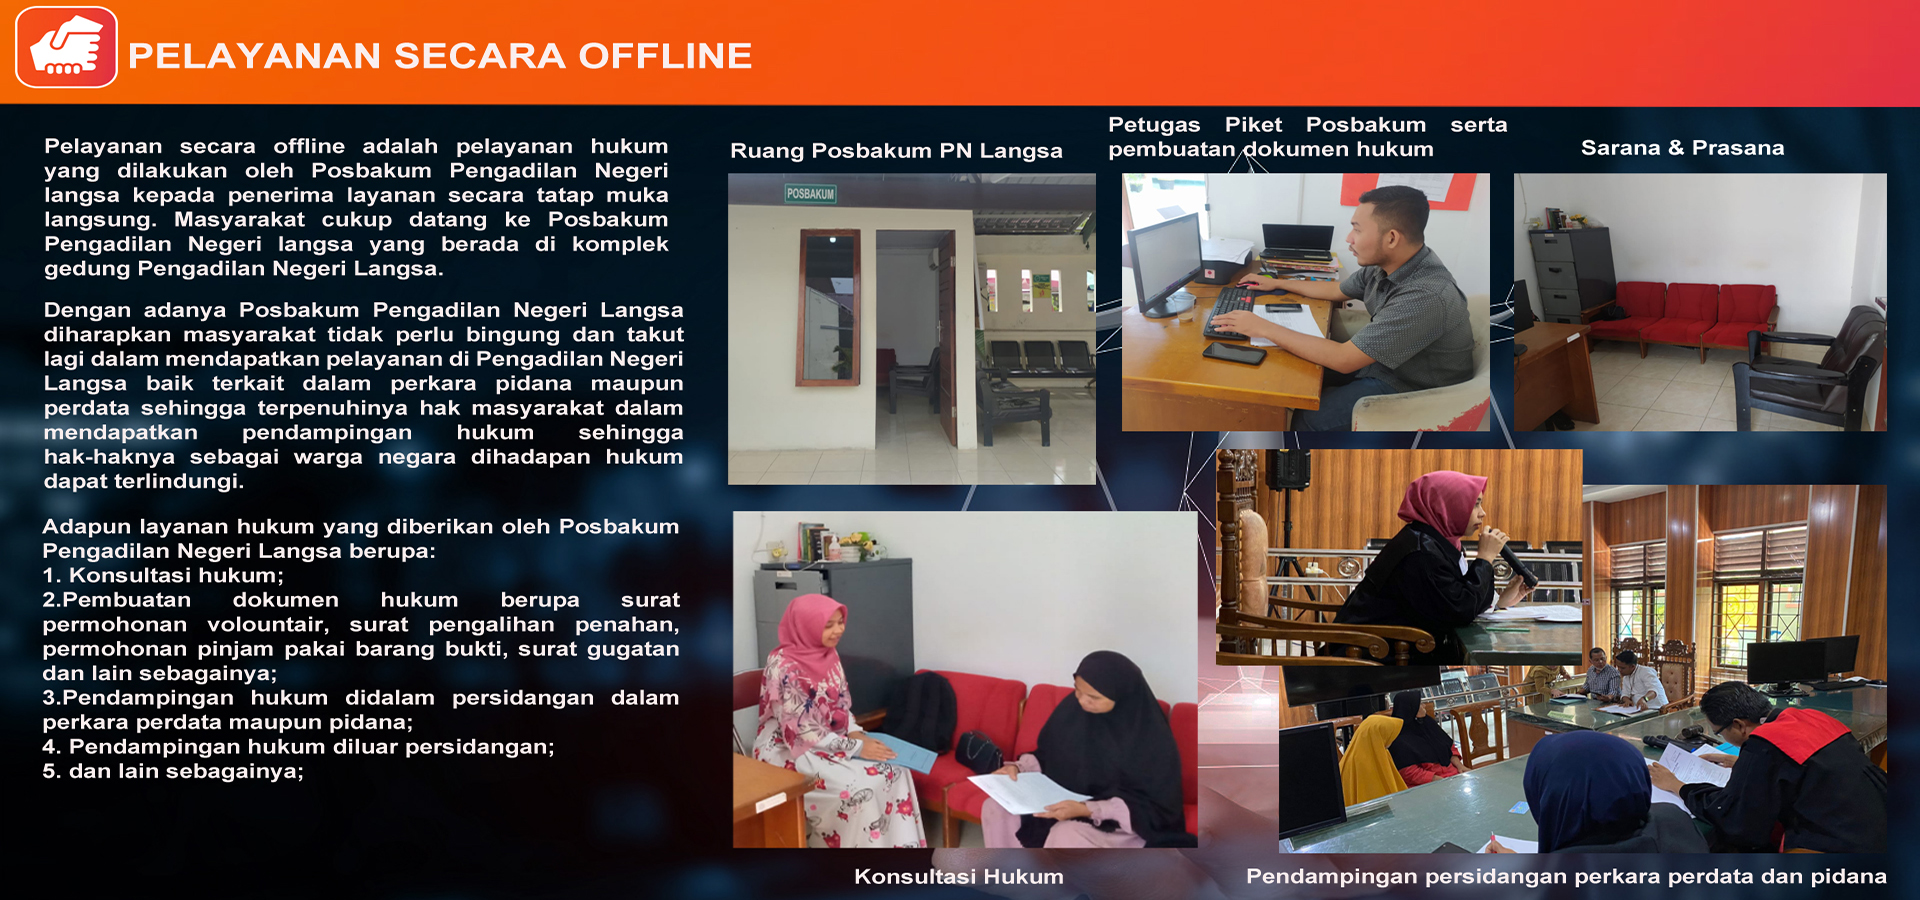 PELAYANAN SECARA OFFLINE
Pelayanan secara offline adalah pelayanan hukum
yang dilakukan oleh Posbakum Pengadilan Negeri
langsa kepada penerima layanan secara tatap muka
langsung. Masyarakat cukup datang ke Posbakum
Pengadilan Negeri langsa yang berada di komplek
gedung Pengadilan Negeri Langsa.
Dengan adanya Posbakum Pengadilan Negeri Langsa
diharapkan masyarakat tidak perlu bingung dan takut
lagi dalam mendapatkan pelayanan di Pengadilan Negeri
Langsa baik terkait dalam perkara pidana maupun
perdata sehingga terpenuhinya hak masyarakat dalam
mendapatkan pendampingan hukum sehingga
hak-haknya sebagai warga negara dihadapan hukum
dapat terlindungi.
Adapun layanan hukum yang diberikan oleh Posbakum
Pengadilan Negeri Langsa berupa:
1. Konsultasi hukum;
2.Pembuatan dokumen hukum berupa surat
permohonan volountair, surat pengalihan penahan,
permohonan pinjam pakai barang bukti, surat gugatan
dan lain sebagainya;
3.Pendampingan hukum didalam persidangan dalam
perkara perdata maupun pidana;
4. Pendampingan hukum diluar persidangan;
5. dan lain sebagainya;
Ruang Posbakum PN Langsa
POSBAKUM
Petugas Piket Posbakum serta
pembuatan dokumen hukum
Sarana & Prasana
Konsultasi Hukum
Pendampingan persidangan perkara perdata dan pidana